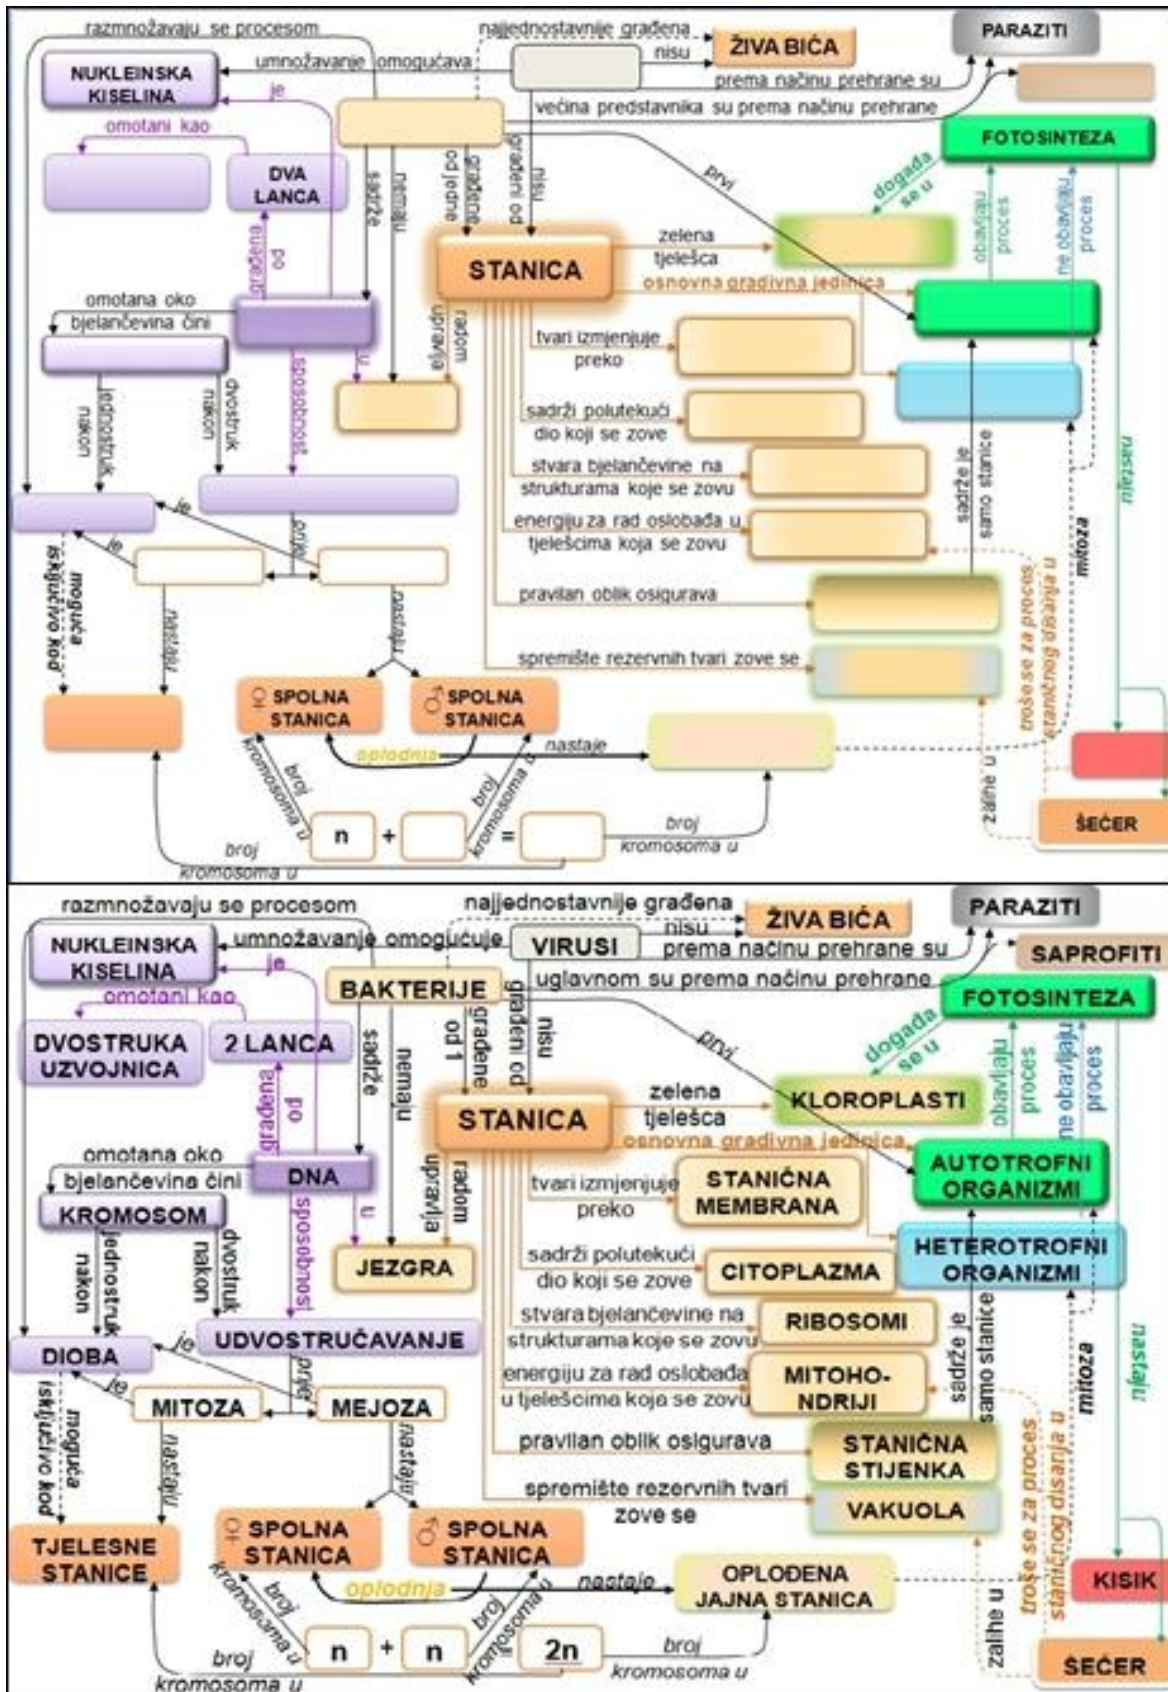 razmnožavaju se procesom
najjednostavnije građena
ŽIVA BIĆA
nisu
PARAZITI
NUKLEINSKA
KISELINA
umnožavanje omogućava
prema načinu prehrane su
je
većina predstavnika su prema načinu prehrane
omotani kao
DVA
LANCA
FOTOSINTEZA
događa
se u
prvi
sadrže
nemaju
građene
od jedne
građeni od
nisu
obavljaju
proces
ne obavljaju
proces
građena
po
STANICA
zelena
tjelešca
osnovna gradivna jedinica
omotana oko
bjelančevina čini
radom
upravlja
u
sposobnost
tvari izmjenjuje
preko
jednostruk
nakon
dvostruk
nakon
sadrži polutekući
dio koji se zove
stvara bjelančevine na
strukturama koje se zovu
energiju za rad oslobađa u
tjelešcima koja se zovu
sadrže je
samo stanice
nastaju
mitoza
je
je
prije
moguća
isključivo kod
nastaju
nastaju
pravilan oblik osigurava
spremište rezervnih tvari zove se
troše se za proces
staničnog disanja u
♀ SPOLNA
STANICA
♂ SPOLNA
STANICA
oplodnja
nastaje
zalihe u
broj
kromosoma u
n
+
=
broj
kromosoma u
broj
kromosoma u
broj
kromosoma u
ŠEĆER
razmnožavaju se procesom
najjednostavnije građena
ŽIVA BIĆA
nisu
PARAZITI
NUKLEINSKA
KISELINA
umnožavanje omogućuje
VIRUSI
prema načinu prehrane su
SAPROFITI
je
BAKTERIJE
uglavnom su prema načinu prehrane
omotani kao
FOTOSINTEZA
DVOSTRUKA
UZVOJNICA
2 LANCA
sadrže
nemaju
građene
od 1
građeni od
nisu
prvi
događa
se u
obavljaju
proces
ne obavljaju
proces
građena
po
STANICA
zelena
tjelešca
KLOROPLASTI
osnovna gradivna jedinica
omotana oko
bjelančevina čini
DNA
AUTOTROFNI
ORGANIZMI
KROMOSOM
radom
upravlja
u
sposobnost
tvari izmjenjuje
preko
STANIČNA
MEMBRANA
jednostruk
nakon
dvostruk
nakon
JEZGRA
sadrži polutekući
dio koji se zove
CITOPLAZMA
HETEROTROFNI
ORGANIZMI
stvara bjelančevine na
strukturama koje se zovu
RIBOSOMI
DIOBA
UDVOSTRUČAVANJE
je
je
prije
energiju za rad oslobađa
u tjelešcima koja se zovu
MITOHO-
NDRIJI
sadrže je
samo stanice
mitoza
nastaju
MITOZA
MEJOZA
moguća
isključivo kod
nastaju
nastaju
pravilan oblik osigurava
STANIČNA
STIJENKA
spremište rezervnih tvari
zove se
VAKUOLA
troše se za proces
staničnog disanja u
TJELESNE
STANICE
♀ SPOLNA
STANICA
♂ SPOLNA
STANICA
oplodnja
nastaje
OPLOĐENA
JAJNA STANICA
KISIK
zalihe u
broj
kromosoma u
n
+
n
=
2n
broj
kromosoma u
broj
kromosoma u
broj
kromosoma u
ŠEĆER